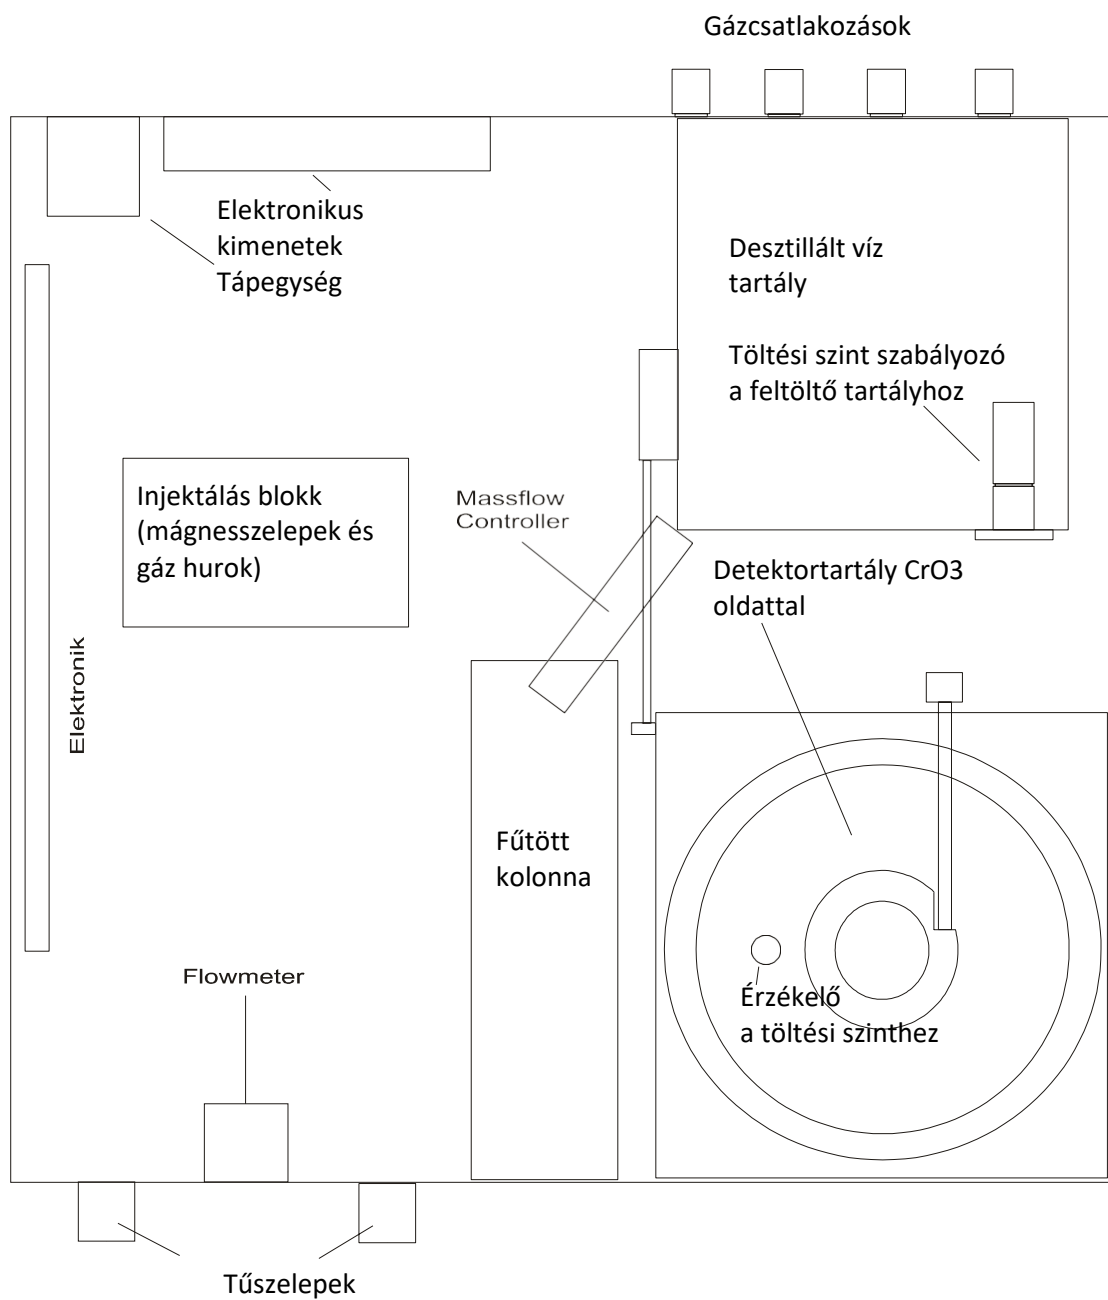 Gázcsatlakozások
Elektronikus
kimenetek
Tápegység
Desztillált víz
tartály
Töltési szint szabályozó
a feltöltő tartályhoz
Injektálás blokk
(mágnesszelepek és
gáz hurok)
Massflow
Controller
Detektortartály CrO3
oldattal
Elektronik
Fűtött
kolonna
Flowmeter
Érzékelő
a töltési szinthez
Tűszelepek